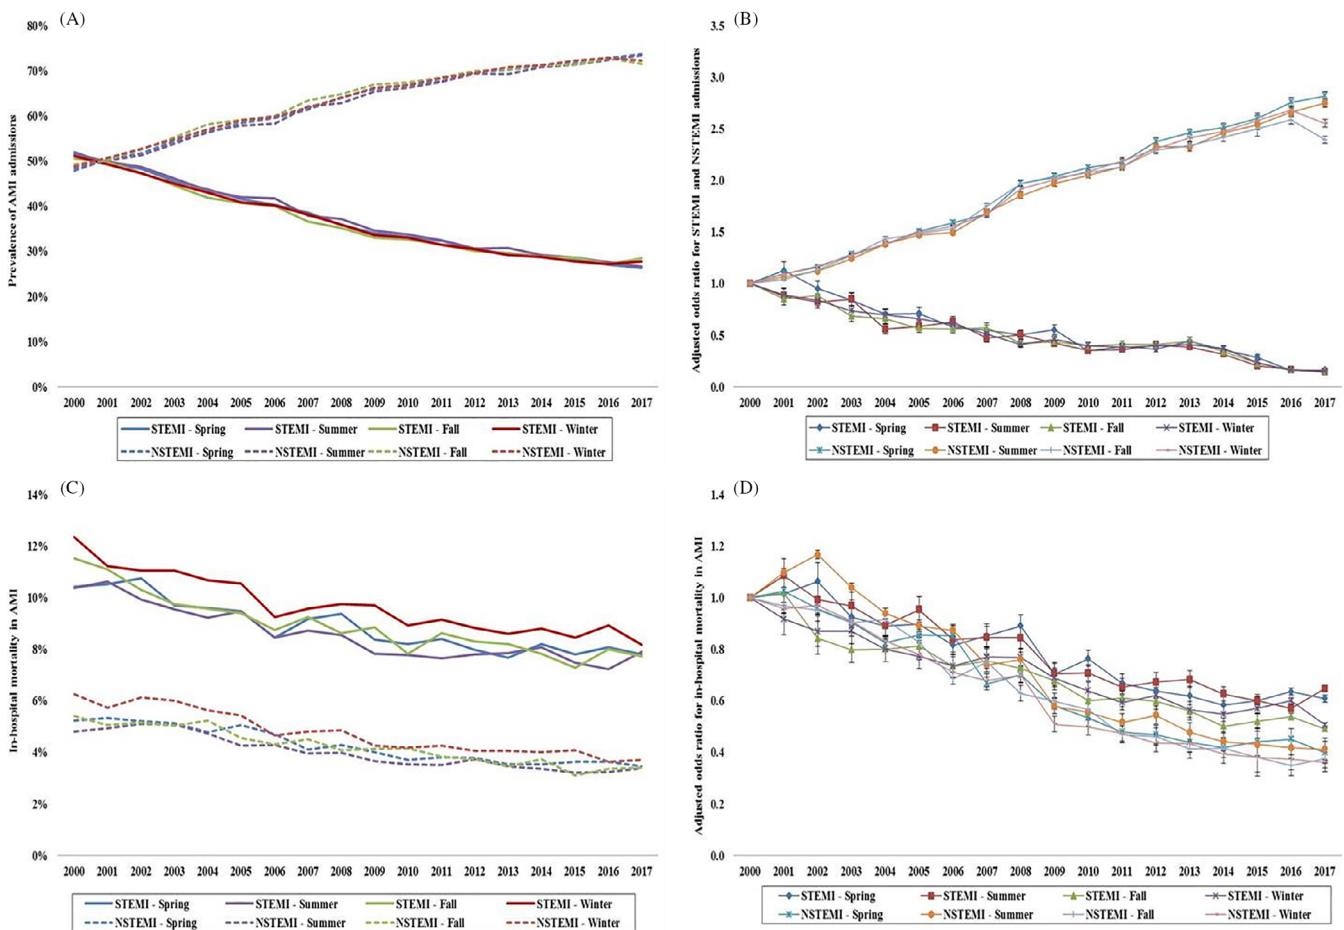 (A)
Prevalence of AMI admissions
80%
70%
60%
50%
40%
30%
20%
10%
0%
2000 2001 2002 2003 2004 2005 2006 2007 2008 2009 2010 2011 2012 2013 2014 2015 2016 2017
STEMI - Spring STEMI - Summer STEMI - Fall STEMI - Winter
NSTEMI - Spring NSTEMI - Summer NSTEMI - Fall NSTEMI - Winter
(B)
Adjusted odds ratio for STEMI and NSTEMI admissions
3.5
3.0
2.5
2.0
1.5
1.0
0.5
0.0
2000 2001 2002 2003 2004 2005 2006 2007 2008 2009 2010 2011 2012 2013 2014 2015 2016 2017
STEMI - Spring STEMI - Summer STEMI - Fall STEMI - Winter
NSTEMI - Spring NSTEMI - Summer NSTEMI - Fall NSTEMI - Winter
(C)
In-hospital mortality in AMI
14%
12%
10%
8%
6%
4%
2%
0%
2000 2001 2002 2003 2004 2005 2006 2007 2008 2009 2010 2011 2012 2013 2014 2015 2016 2017
STEMI - Spring STEMI - Summer STEMI - Fall STEMI - Winter
NSTEMI - Spring NSTEMI - Summer NSTEMI - Fall NSTEMI - Winter
(D)
Adjusted odds ratio for in-hospital mortality in AMI
1.4
1.2
1.0
0.8
0.6
0.4
0.2
0.0
2000 2001 2002 2003 2004 2005 2006 2007 2008 2009 2010 2011 2012 2013 2014 2015 2016 2017
STEMI - Spring STEMI - Summer STEMI - Fall STEMI - Winter
NSTEMI - Spring NSTEMI - Summer NSTEMI - Fall NSTEMI - Winter